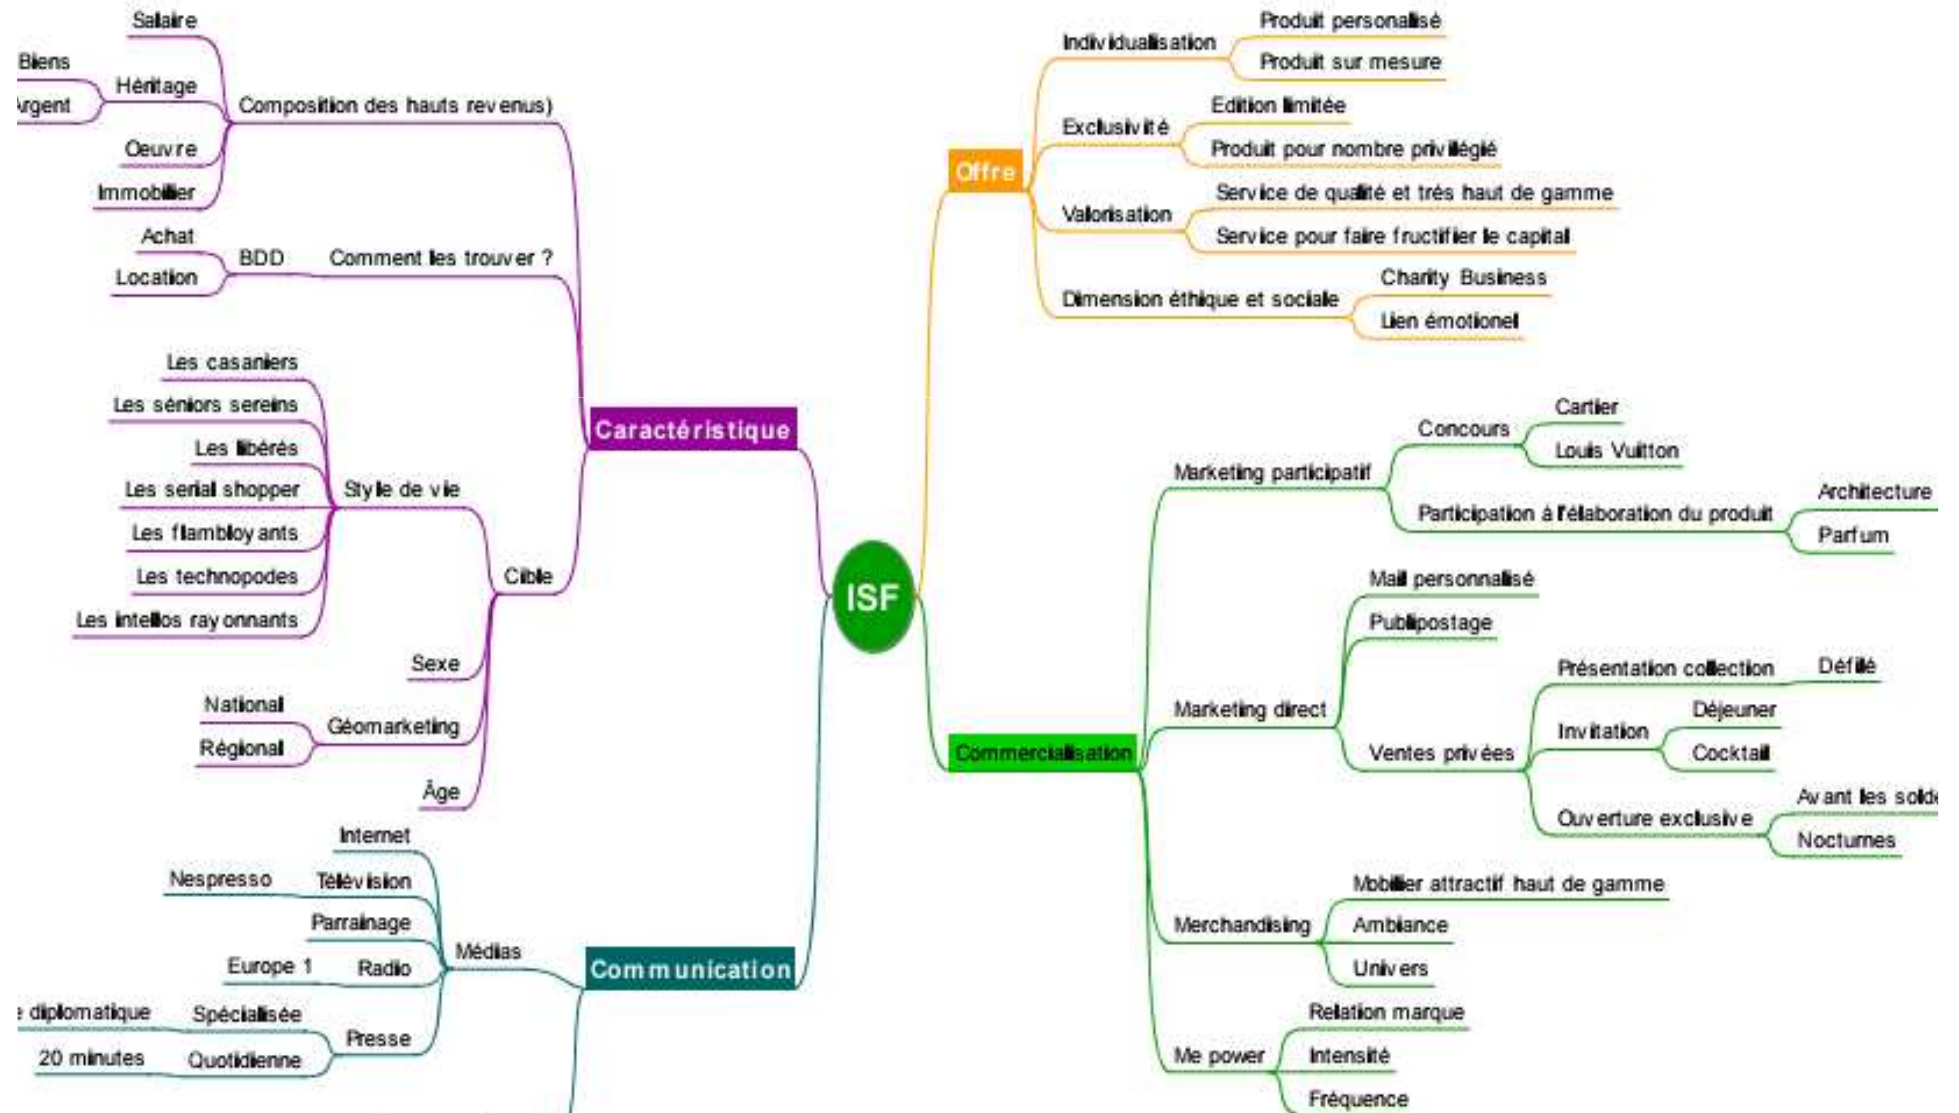 ISF
Caractéristique
Composition des hauts revenus)
Salaire
Héritage
Biens
Argent
Oeuvre
Immobilier
Comment les trouver ?
BDD
Achat
Location
Cible
Style de vie
Les casaniers
Les séniors sereins
Les libérés
Les serial shopper
Les flambloyants
Les technopodes
Les intellos rayonnants
Sexe
Géomarketing
National
Régional
Âge
Communication
Médias
Internet
Télévision
Nespresso
Parrainage
Radio
Europe 1
Presse
Spécialisée
diplomatique
Quotidienne
20 minutes
Offre
Individualisation
Produit personalisé
Produit sur mesure
Exclusivité
Edition limitée
Produit pour nombre privillégié
Valorisation
Service de qualité et trés haut de gamme
Service pour faire fructifier le capital
Dimension éthique et sociale
Charity Business
Lien émotionel
Commercialisation
Marketing participatif
Concours
Cartier
Louis Vuitton
Participation à l'élaboration du produit
Architecture
Parfum
Marketing direct
Mail personnalisé
Publipostage
Ventes privées
Présentation collection
Défilé
Invitation
Déjeuner
Cocktail
Ouverture exclusive
Avant les solde
Nocturnes
Merchandising
Mobilier attractif haut de gamme
Ambiance
Univers
Me power
Relation marque
Intensité
Fréquence